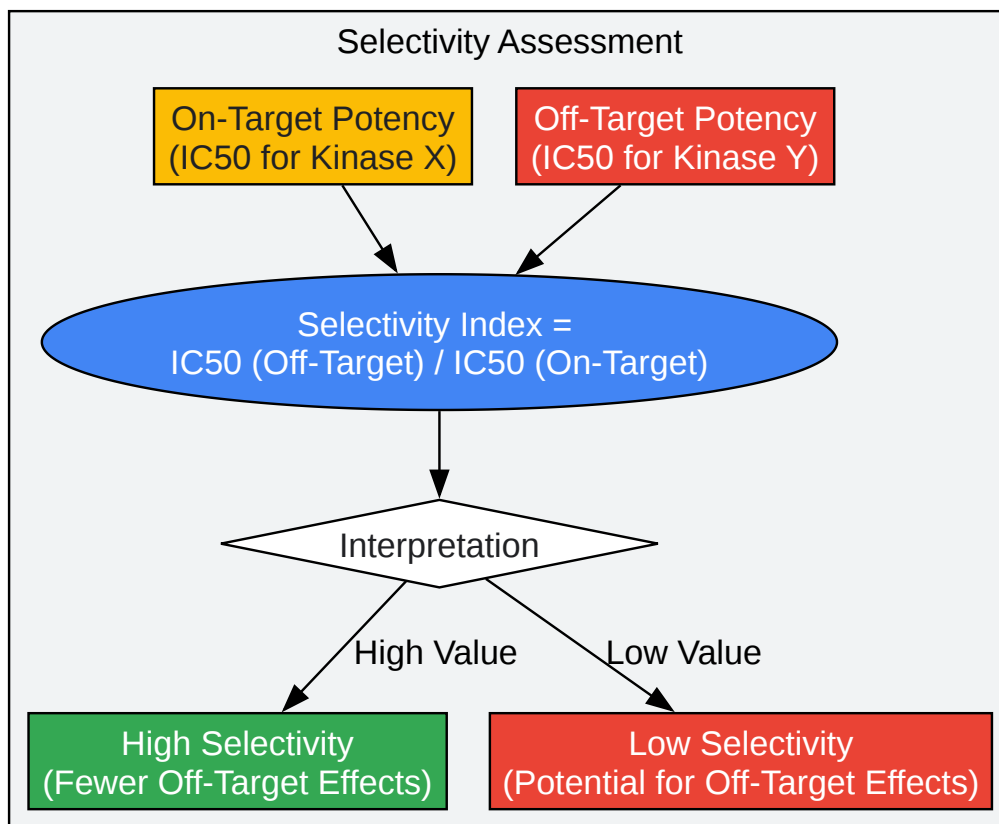 Selectivity Assessment
On-Target Potency
(IC50 for Kinase X)
Off-Target Potency
(IC50 for Kinase Y)
Selectivity Index =
IC50 (Off-Target) / IC50 (On-Target)
Interpretation
High Value
Low Value
High Selectivity
(Fewer Off-Target Effects)
Low Selectivity
(Potential for Off-Target Effects)